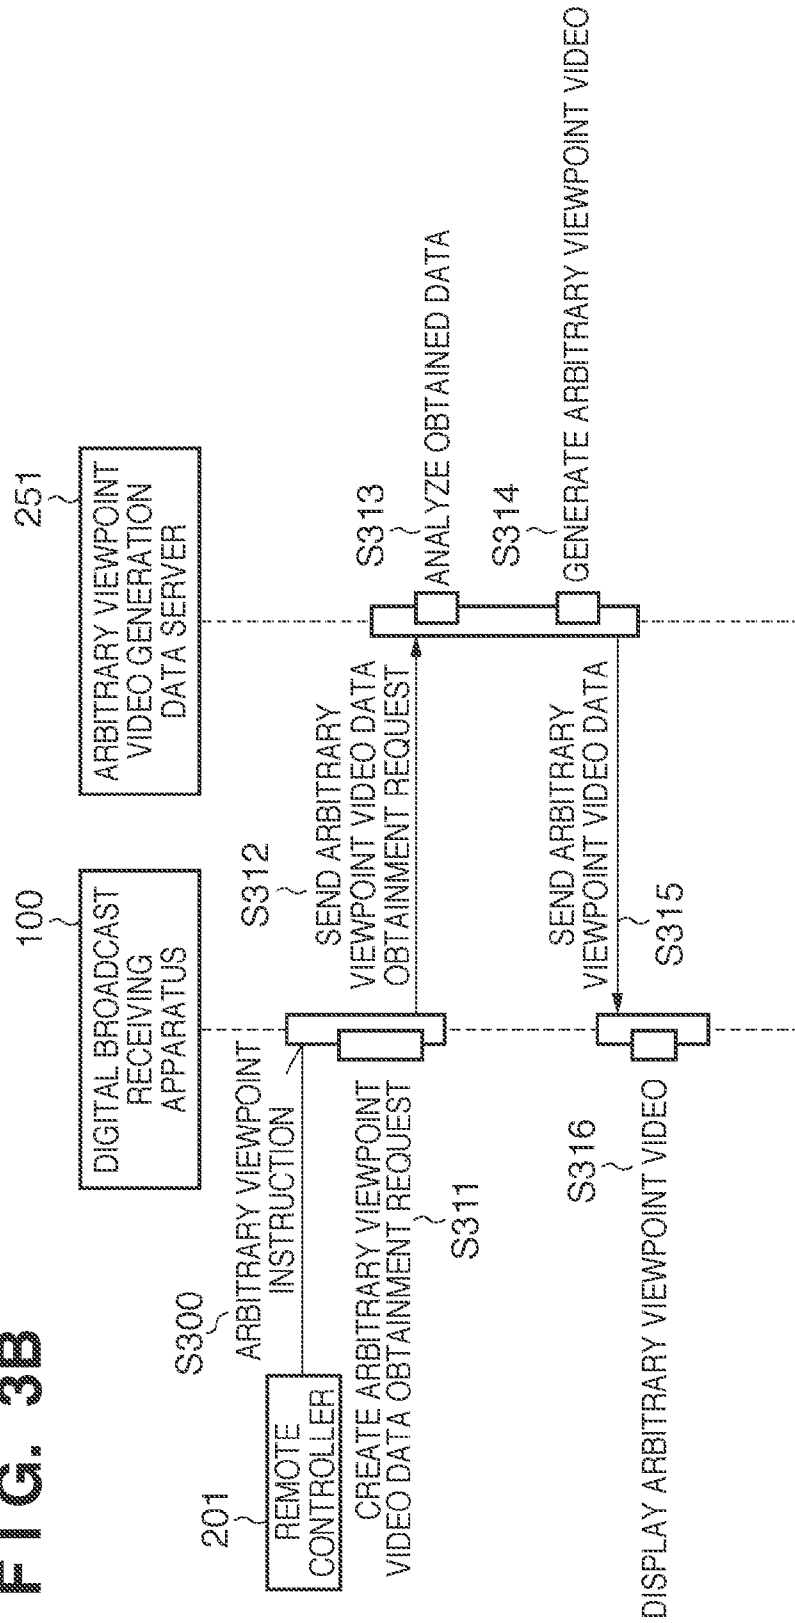 FIG. 3B
100
DIGITAL BROADCAST
RECEIVING
APPARATUS
251
ARBITRARY VIEWPOINT
VIDEO GENERATION
DATA SERVER
201
REMOTE
CONTROLLER
S300
ARBITRARY VIEWPOINT
INSTRUCTION
CREATE ARBITRARY VIEWPOINT
VIDEO DATA OBTAINMENT REQUEST
S311
S312
SEND ARBITRARY
VIEWPOINT VIDEO DATA
OBTAINMENT REQUEST
S313
ANALYZE OBTAINED DATA
S314
GENERATE ARBITRARY VIEWPOINT VIDEO
SEND ARBITRARY
VIEWPOINT VIDEO DATA
S315
S316
DISPLAY ARBITRARY VIEWPOINT VIDEO